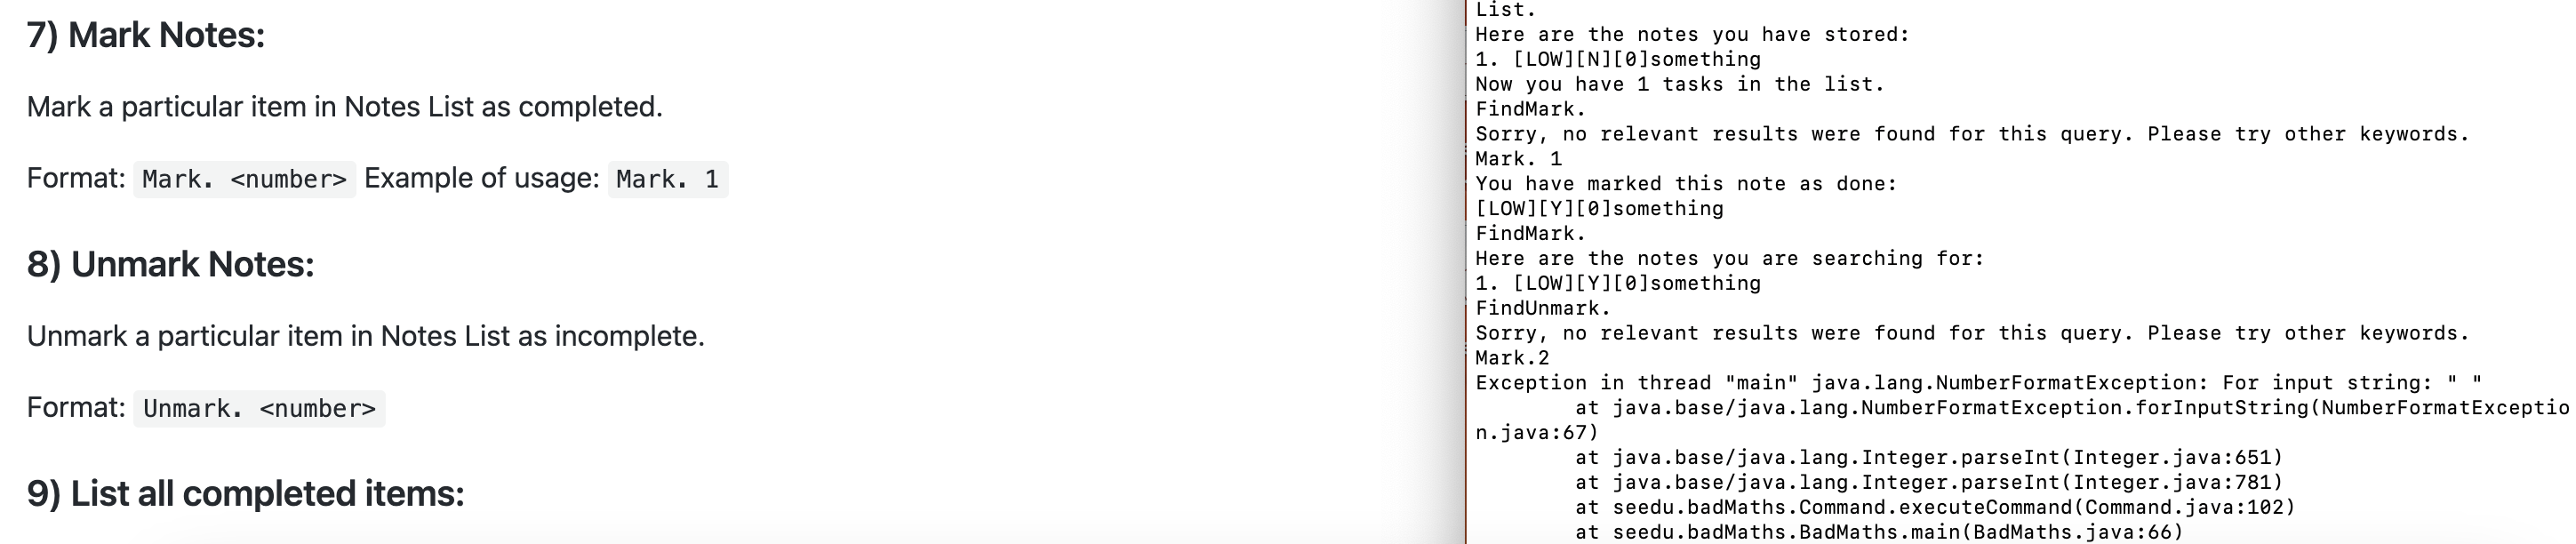 7) Mark Notes:
Mark a particular item in Notes List as completed.
Format: Mark. <number> Example of usage: Mark. 1
8) Unmark Notes:
Unmark a particular item in Notes List as incomplete.
Format: Unmark. <number>
9) List all completed items:
List.
Here are the notes you have stored:
1. [LOW][N][0]something
Now you have 1 tasks in the list.
FindMark.
Sorry, no relevant results were found for this query. Please try other keywords.
Mark. 1
You have marked this note as done:
[LOW][Y][0]something
FindMark.
Here are the notes you are searching for:
1. [LOW][Y][0]something
FindUnmark.
Sorry, no relevant results were found for this query. Please try other keywords.
Mark.2
Exception in thread "main" java.lang.NumberFormatException: For input string: " "
at java.base/java.lang.NumberFormatException.forInputString(NumberFormatExceptio
n.java:67)
at java.base/java.lang.Integer.parseInt(Integer.java:651)
at java.base/java.lang.Integer.parseInt(Integer.java:781)
at seedu.badMaths.Command.executeCommand(Command.java:102)
at seedu.badMaths.BadMaths.main(BadMaths.java:66)